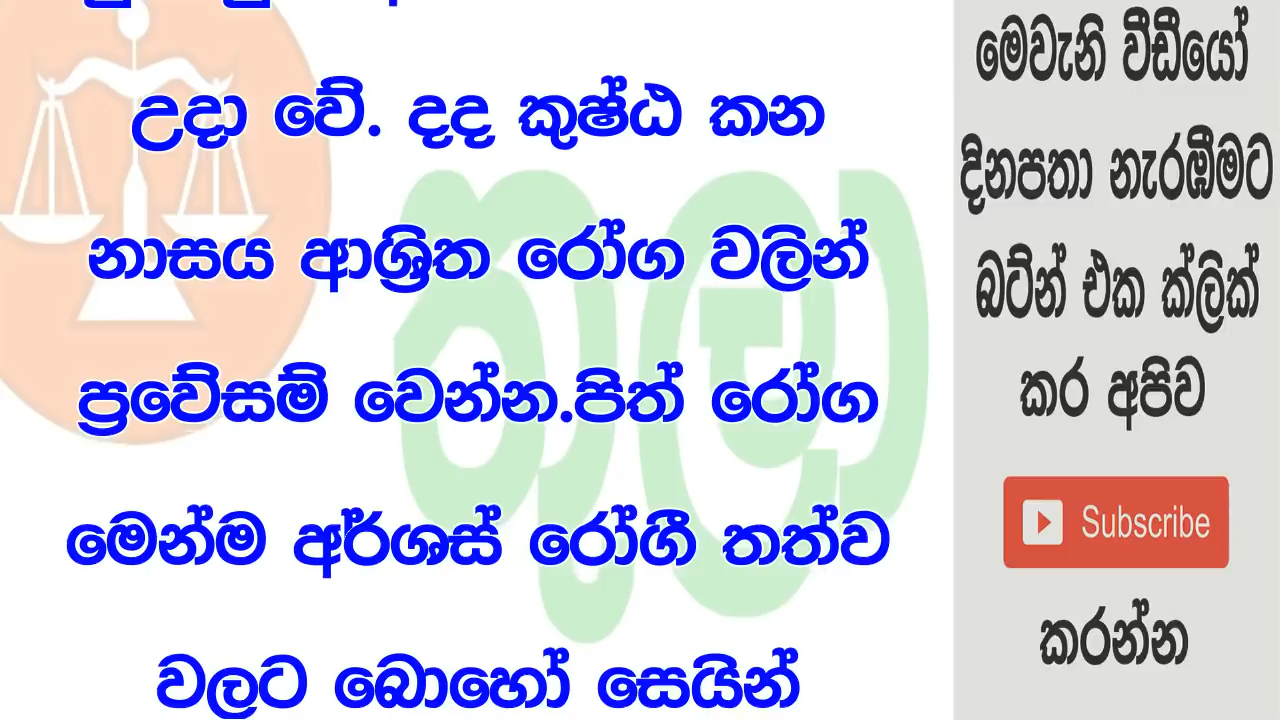 උදා වේ. දද කුෂ්ඨ කන
නාසය ආශ්‍රිත රෝග වලින්
ප්‍රවේසම් වෙන්න.පිත් රෝග
මෙන්ම අර්ශස් රෝගී තත්ව
වලට බොහෝ සෙයින්
තුලා
මෙවැනි වීඩීයෝ
දිනපතා නැරඹීමට
බටන් එක ක්ලික්
කර අපිව
Subscribe
කරන්න